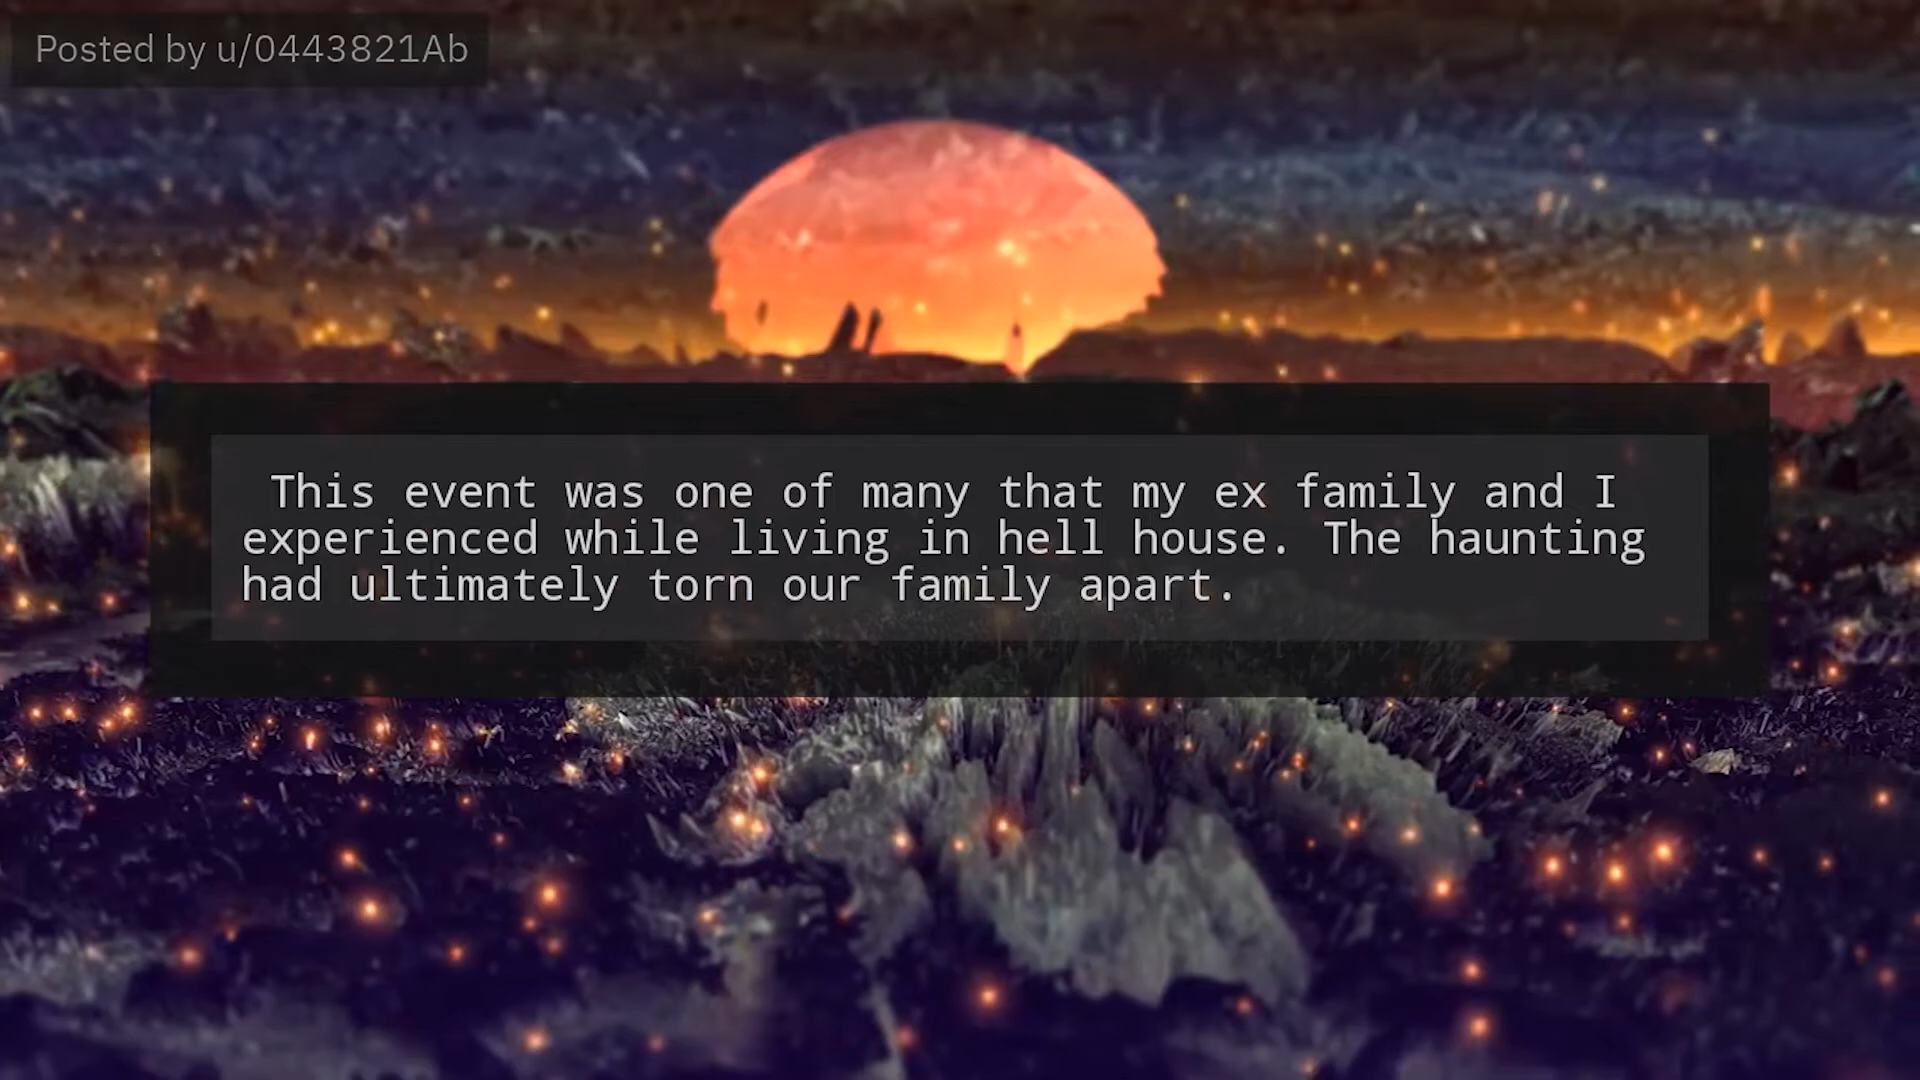 Posted by u/0443821Ab
This event was one of many that my ex family and I
experienced while living in hell house. The haunting
had ultimately torn our family apart.